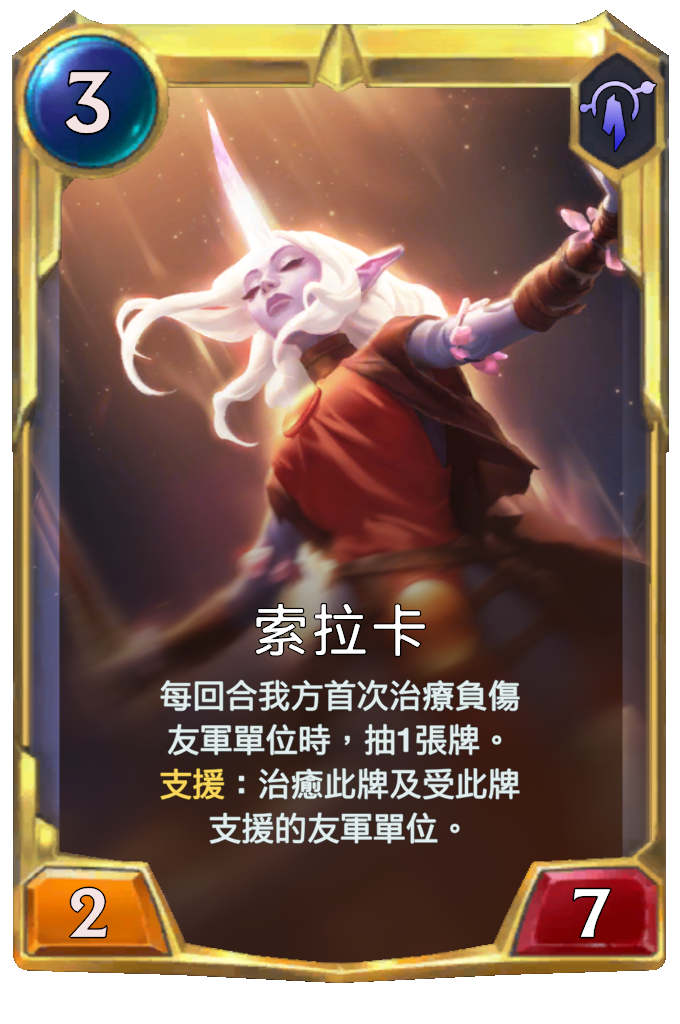 3
索拉卡
每回合我方首次治療負傷
友軍單位時，抽1張牌。
支援：治癒此牌及受此牌
支援的友軍單位。
2
7